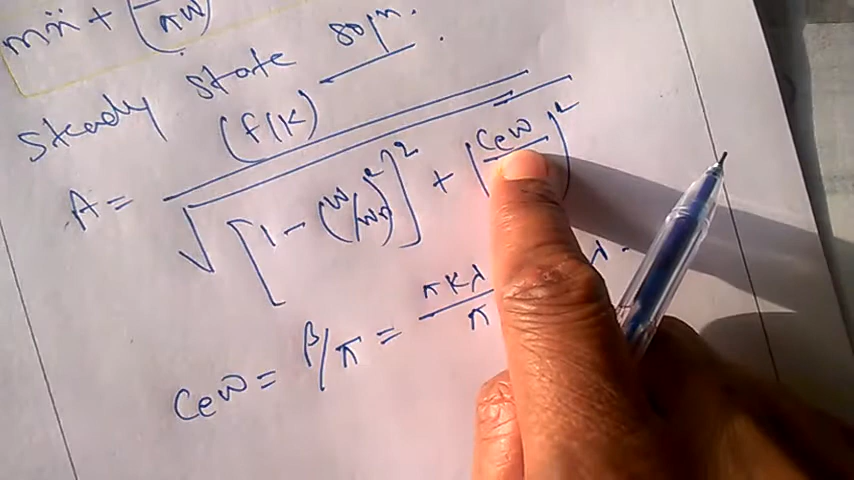 mẍ + (/πω)
steady state soln.
A = (f/k) / √[1 - (ω/ωn)²]² + (Ceω/)²
Ceω = β/π = πkλ/π λ